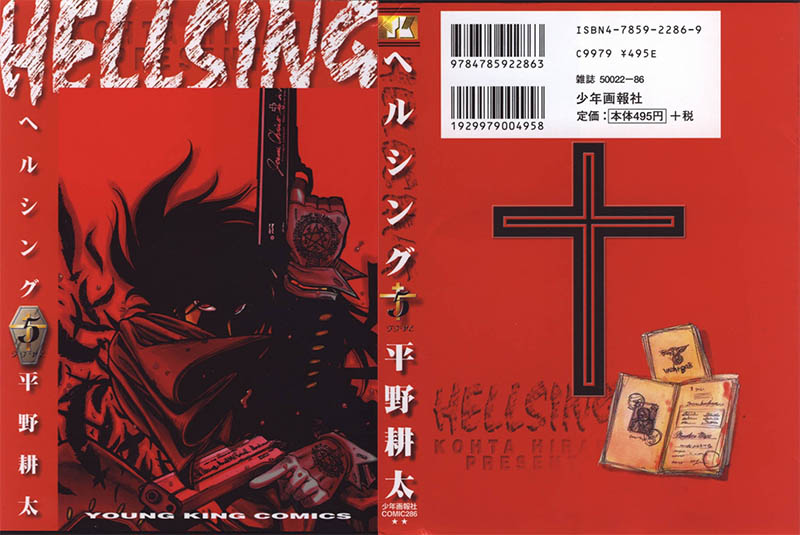 HELLSING
ヘルシング
5
平野耕太
YOUNG KING COMICS
YK
ヘルシング
5
平野耕太
少年画報社
COMIC286
★★
9784785922863
1929979004958
ISBN4-7859-2286-9
C9979 ¥495E
雑誌 50022-86
少年画報社
定価:本体495円+税
HELLSING
KOHTA HIRA
PRESENT